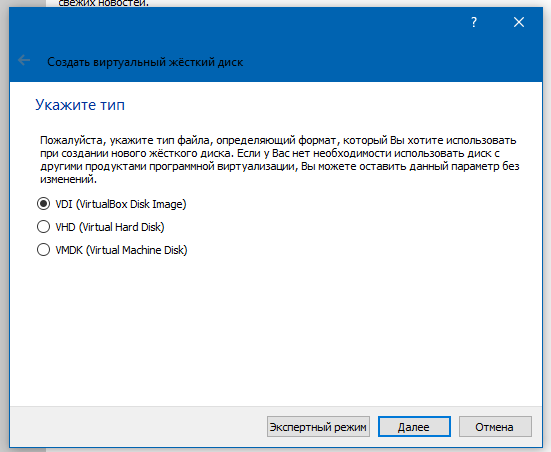 свежих новостей.
?
Создать виртуальный жёсткий диск
Укажите тип
Пожалуйста, укажите тип файла, определяющий формат, который Вы хотите использовать
при создании нового жёсткого диска. Если у Вас нет необходимости использовать диск с
другими продуктами программной виртуализации, Вы можете оставить данный параметр без
изменений.
VDI (VirtualBox Disk Image)
VHD (Virtual Hard Disk)
VMDK (Virtual Machine Disk)
Экспертный режим Далее Отмена